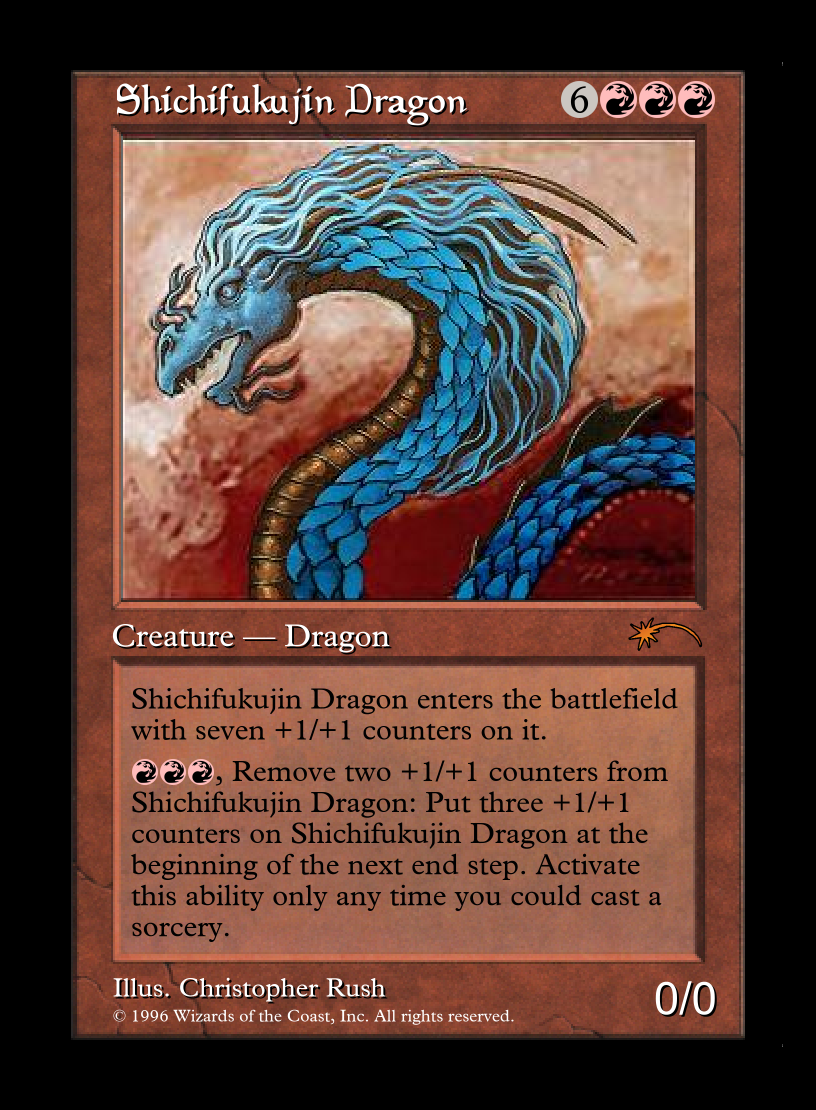 Shichifukujin Dragon 6
Creature — Dragon
Shichifukujin Dragon enters the battlefield
with seven +1/+1 counters on it.
, Remove two +1/+1 counters from
Shichifukujin Dragon: Put three +1/+1
counters on Shichifukujin Dragon at the
beginning of the next end step. Activate
this ability only any time you could cast a
sorcery.
Illus. Christopher Rush
© 1996 Wizards of the Coast, Inc. All rights reserved.
0/0